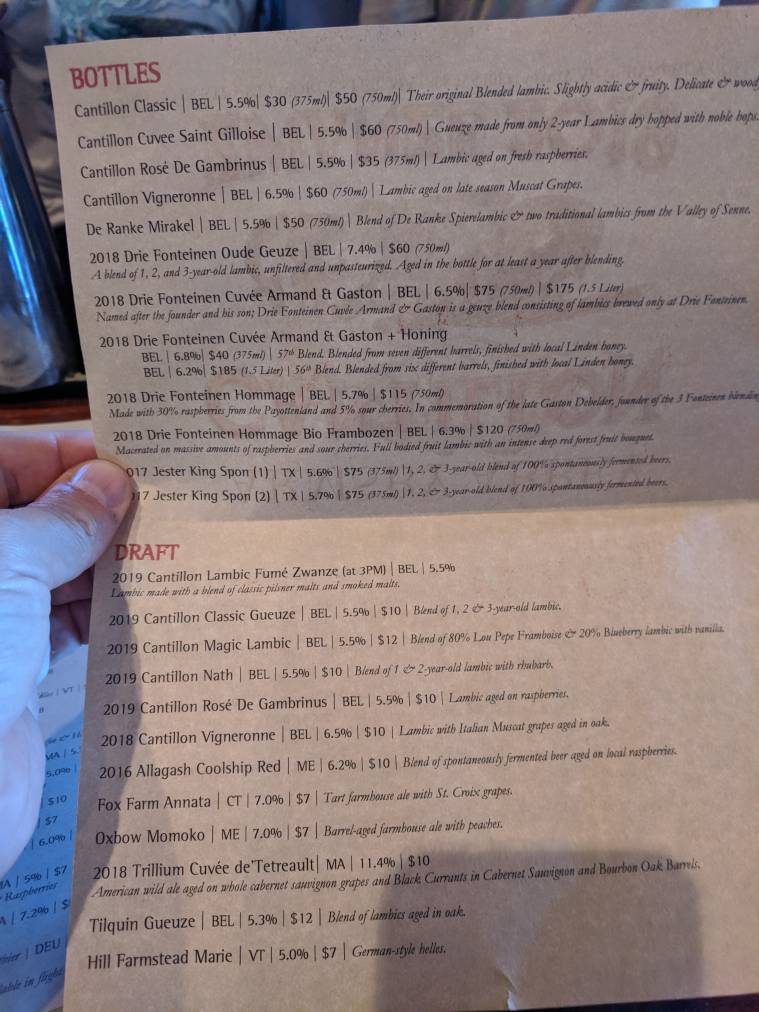 BOTTLES
Cantillon Classic | BEL | 5.5%| $30 (375ml)| $50 (750ml)| Their original Blended lambic. Slightly acidic & fruity. Delicate & wood
Cantillon Cuvee Saint Gilloise | BEL | 5.5% | $60 (750ml) | Gueuze made from only 2-year Lambics dry hopped with noble hops.
Cantillon Rosé De Gambrinus | BEL | 5.5% | $35 (375ml) | Lambic aged on fresh raspberries.
Cantillon Vigneronne | BEL | 6.5% | $60 (750ml) | Lambic aged on late season Muscat Grapes.
De Ranke Mirakel | BEL | 5.5% | $50 (750ml) | Blend of De Ranke Spierelambic & two traditional lambics from the Valley of Senne.
2018 Drie Fonteinen Oude Geuze | BEL | 7.4% | $60 (750ml)
A blend of 1, 2, and 3-year-old lambic, unfiltered and unpasteurized. Aged in the bottle for at least a year after blending.
2018 Drie Fonteinen Cuvée Armand & Gaston | BEL | 6.5%| $75 (750ml) | $175 (1.5 Liter)
Named after the founder and his son; Drie Fonteinen Cuvée Armand & Gaston is a geuze blend consisting of lambics brewed only at Drie Fonteinen.
2018 Drie Fonteinen Cuvée Armand & Gaston + Honing
BEL | 6.8%| $40 (375ml) | 57th Blend. Blended from seven different barrels, finished with local Linden honey.
BEL | 6.2%| $185 (1.5 Liter) | 56th Blend. Blended from six different barrels, finished with local Linden honey.
2018 Drie Fonteinen Hommage | BEL | 5.7% | $115 (750ml)
Made with 30% raspberries from the Payottenland and 5% sour cherries. In commemoration of the late Gaston Debelder, founder of the 3 Fonteinen blendin
2018 Drie Fonteinen Hommage Bio Frambozen | BEL | 6.3% | $120 (750ml)
Macerated on massive amounts of raspberries and sour cherries. Full bodied fruit lambic with an intense deep red forest fruit bouquet.
017 Jester King Spon (1) | TX | 5.6% | $75 (375ml) |1, 2, & 3-year-old blend of 100% spontaneously fermented beers.
17 Jester King Spon (2) | TX | 5.7% | $75 (375ml) |1, 2, & 3-year-old blend of 100% spontaneously fermented beers.
DRAFT
2019 Cantillon Lambic Fumé Zwanze (at 3PM) | BEL | 5.5%
Lambic made with a blend of classic pilsner malts and smoked malts.
2019 Cantillon Classic Gueuze | BEL | 5.5% | $10 | Blend of 1, 2 & 3-year-old lambic.
2019 Cantillon Magic Lambic | BEL | 5.5% | $12 | Blend of 80% Lou Pepe Framboise & 20% Blueberry lambic with vanilla.
2019 Cantillon Nath | BEL | 5.5% | $10 | Blend of 1 & 2-year-old lambic with rhubarb.
2019 Cantillon Rosé De Gambrinus | BEL | 5.5% | $10 | Lambic aged on raspberries.
2018 Cantillon Vigneronne | BEL | 6.5% | $10 | Lambic with Italian Muscat grapes aged in oak.
2016 Allagash Coolship Red | ME | 6.2% | $10 | Blend of spontaneously fermented beer aged on local raspberries.
Fox Farm Annata | CT | 7.0% | $7 | Tart farmhouse ale with St. Croix grapes.
Oxbow Momoko | ME | 7.0% | $7 | Barrel-aged farmhouse ale with peaches.
2018 Trillium Cuvée de'Tetreault| MA | 11.4% | $10
American wild ale aged on whole cabernet sauvignon grapes and Black Currants in Cabernet Sauvignon and Bourbon Oak Barrels.
Tilquin Gueuze | BEL | 5.3% | $12 | Blend of lambics aged in oak.
Hill Farmstead Marie | VT | 5.0% | $7 | German-style helles.
| VT |
MA | 5.
5.0% |
| $10
| $7
| 6.0% |
A | 5% | $7
Raspberries
A | 7.2% | $
| DEU |
in flight